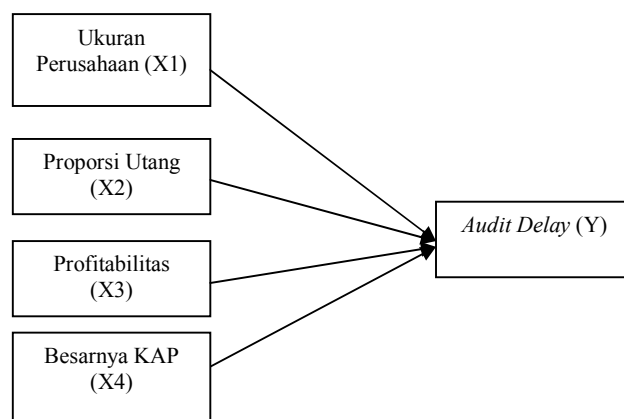 Ukuran
Perusahaan (X1)
Proporsi Utang
(X2)
Audit Delay (Y)
Profitabilitas
(X3)
Besarnya KAP
(X4)